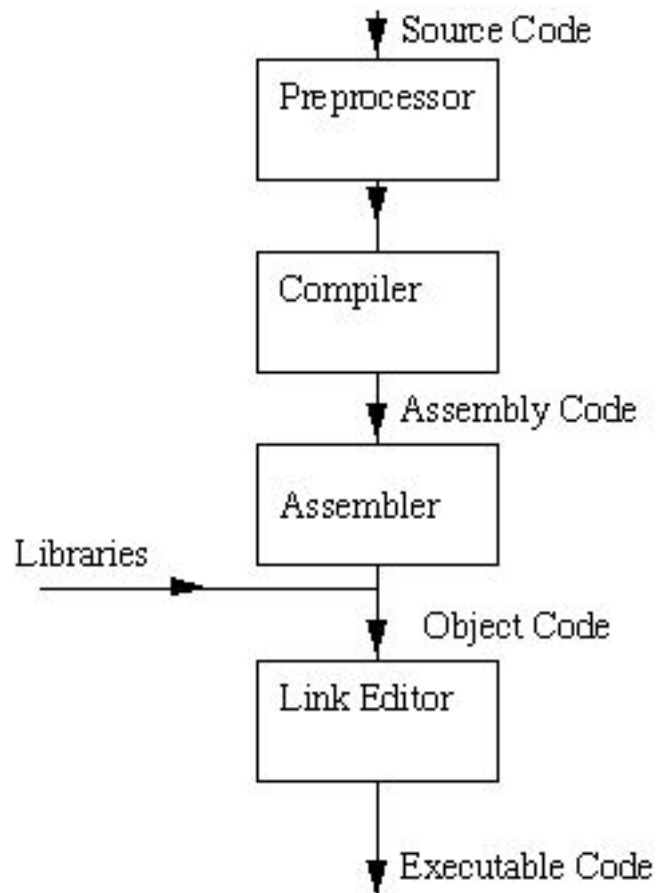 Source Code
Preprocessor
Compiler
Assembly Code
Assembler
Libraries
Object Code
Link Editor
Executable Code